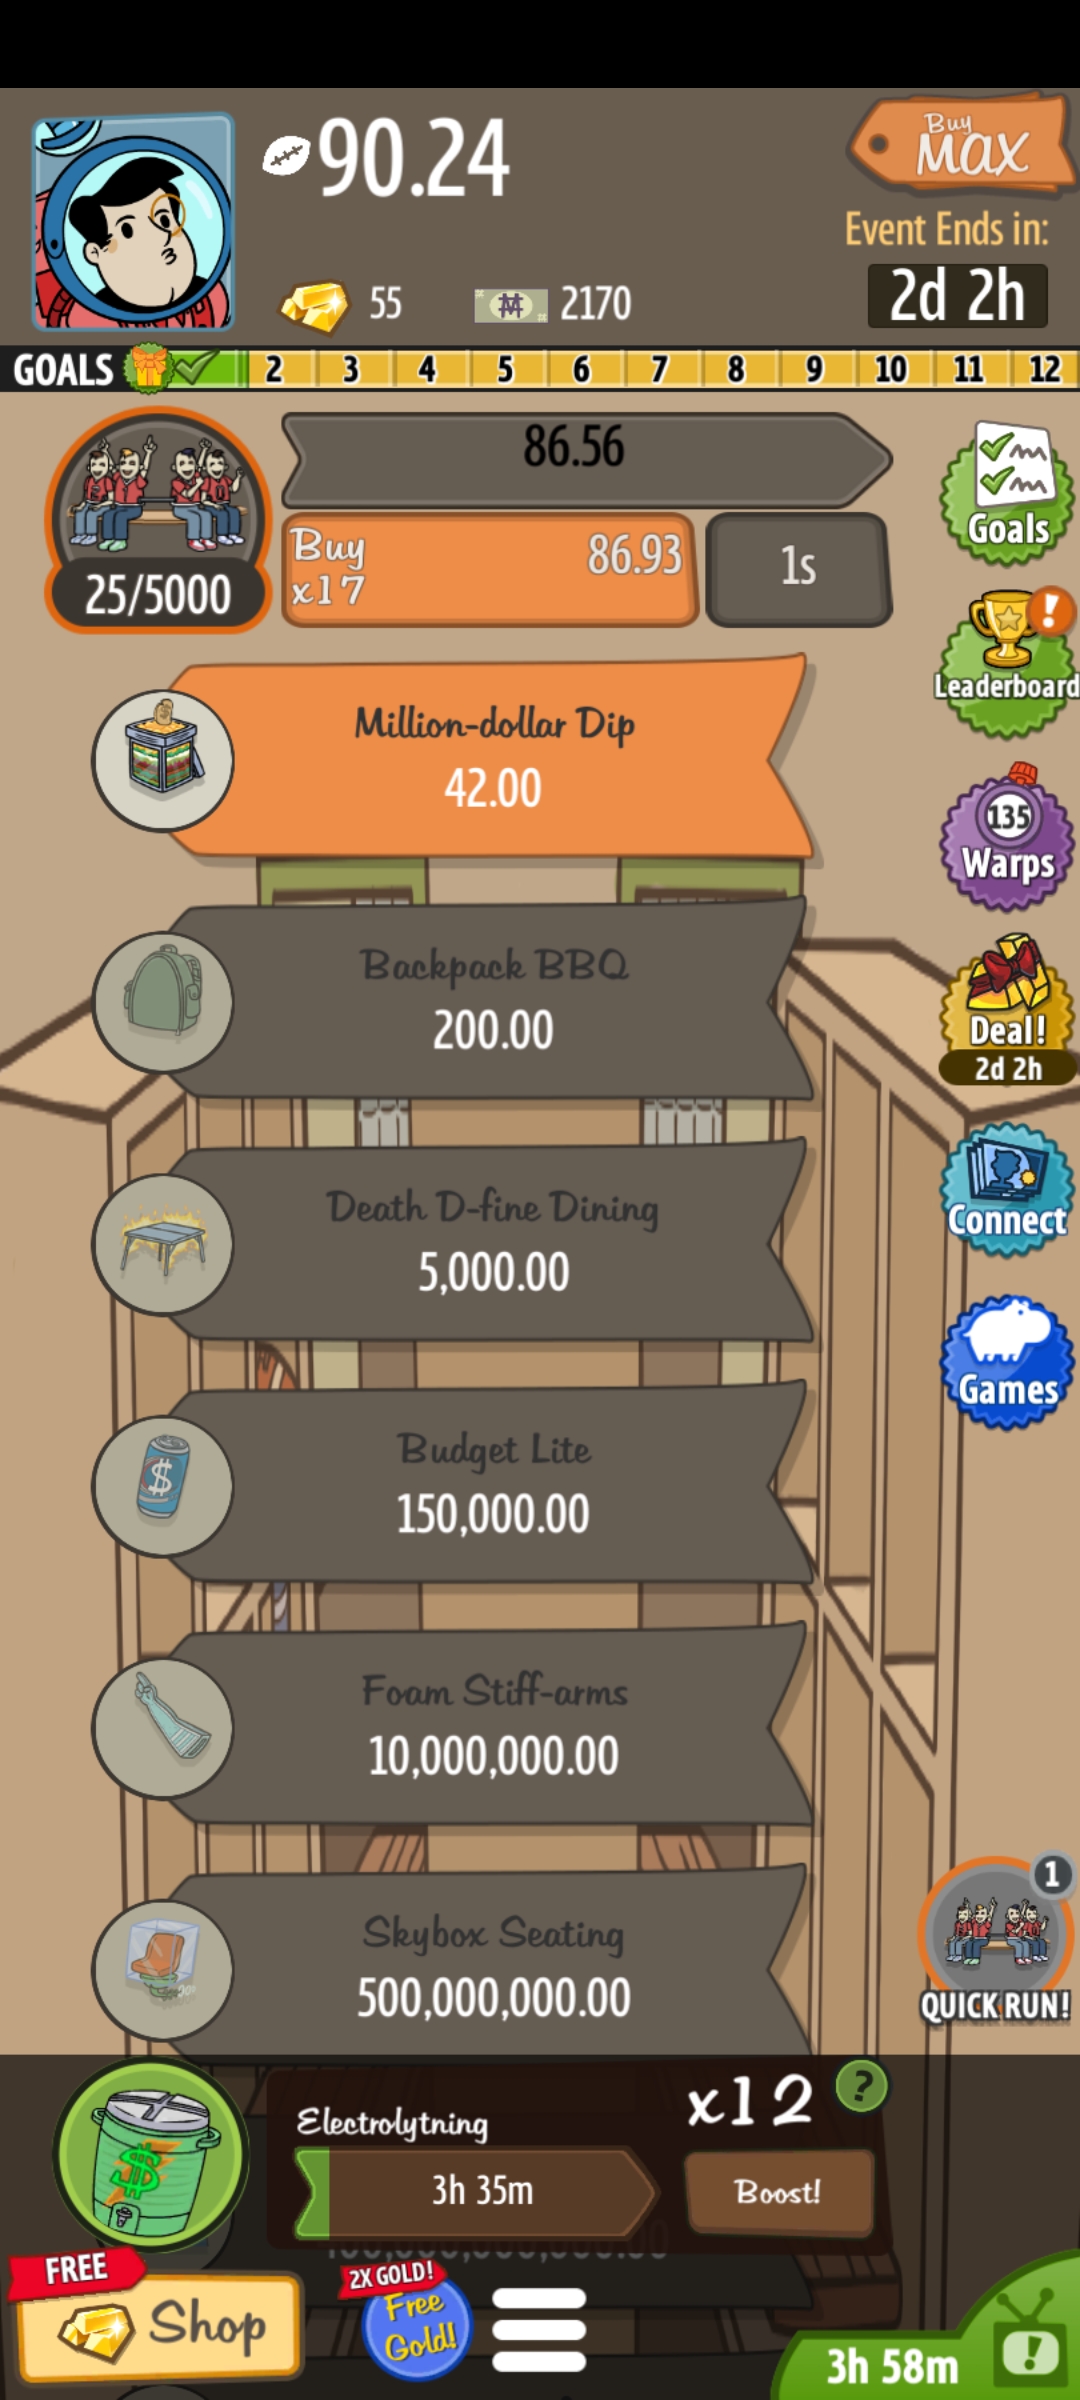 90.24
Buy
MAX
Event Ends in:
55
2170
2d 2h
GOALS 2 3 4 5 6 7 8 9 10 11 12
86.56
Goals
Buy
x17
86.93
1s
25/5000
Leaderboard
Million-dollar Dip
42.00
135
Warps
Backpack BBQ
200.00
Deal!
2d 2h
Death D-fine Dining
5,000.00
Connect
Games
Budget Lite
150,000.00
Foam Stiff-arms
10,000,000.00
1
QUICK RUN!
Skybox Seating
500,000,000.00
Electrolytning
x12
?
3h 35m
Boost!
FREE
Shop
2X GOLD!
Free
Gold!
3h 58m